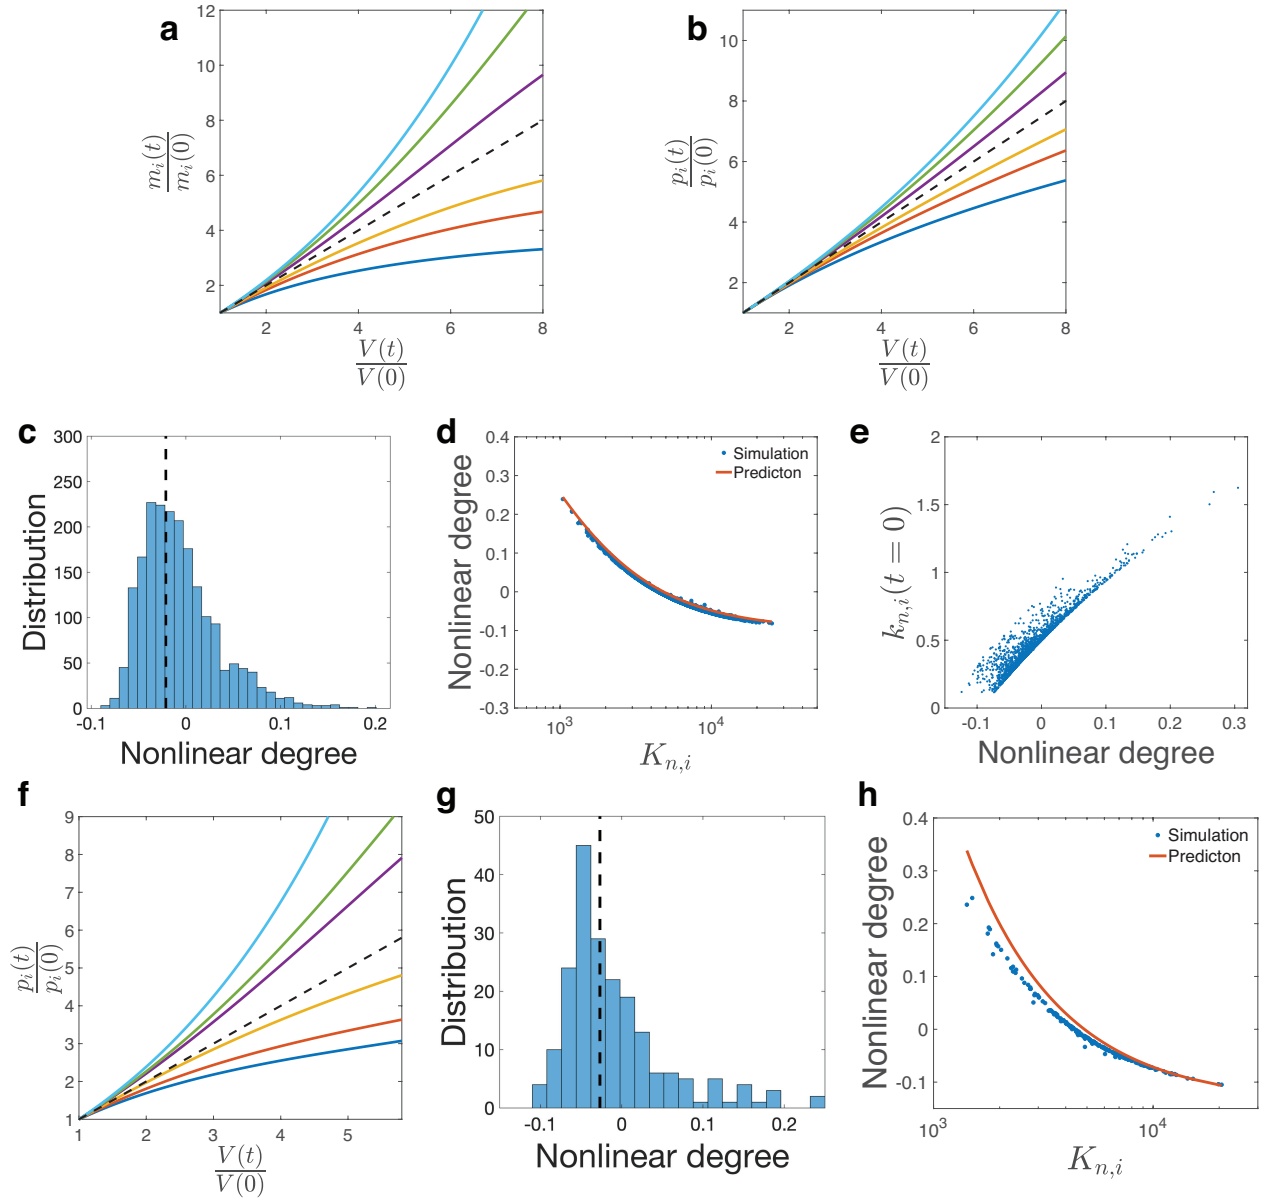 a
12
10
8
6
4
2
2
4
6
8
m_i(t)
m_i(0)
V(t)
V(0)
b
10
8
6
4
2
2
4
6
8
p_i(t)
p_i(0)
V(t)
V(0)
c
300
250
200
150
100
50
0
-0.1
0
0.1
0.2
Distribution
Nonlinear degree
d
0.4
0.3
0.2
0.1
0
-0.1
-0.2
-0.3
10^3
10^4
Simulation
Predicton
Nonlinear degree
K_{n,i}
e
2
1.5
1
0.5
0
-0.1
0
0.1
0.2
0.3
k_{n,i}(t = 0)
Nonlinear degree
f
9
8
7
6
5
4
3
2
1
1
2
3
4
5
p_i(t)
p_i(0)
V(t)
V(0)
g
50
40
30
20
10
0
-0.1
0
0.1
0.2
Distribution
Nonlinear degree
h
0.4
0.3
0.2
0.1
0
-0.1
10^3
10^4
Simulation
Predicton
Nonlinear degree
K_{n,i}